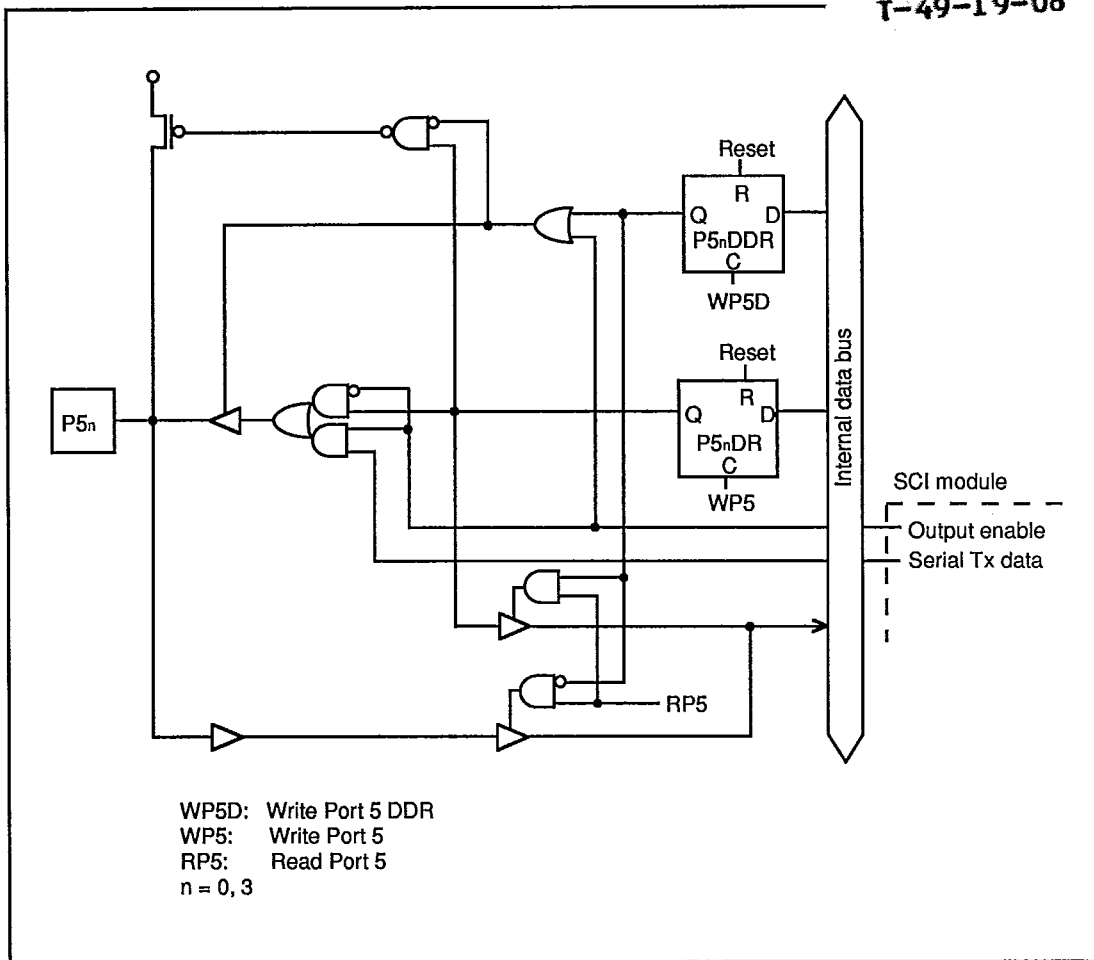 T-49-19-08
Reset
R
Q
D
P5nDDR
C
WP5D
Reset
R
Q
D
P5nDR
C
WP5
Internal data bus
P5n
SCI module
Output enable
Serial Tx data
RP5
WP5D: Write Port 5 DDR
WP5: Write Port 5
RP5: Read Port 5
n = 0, 3